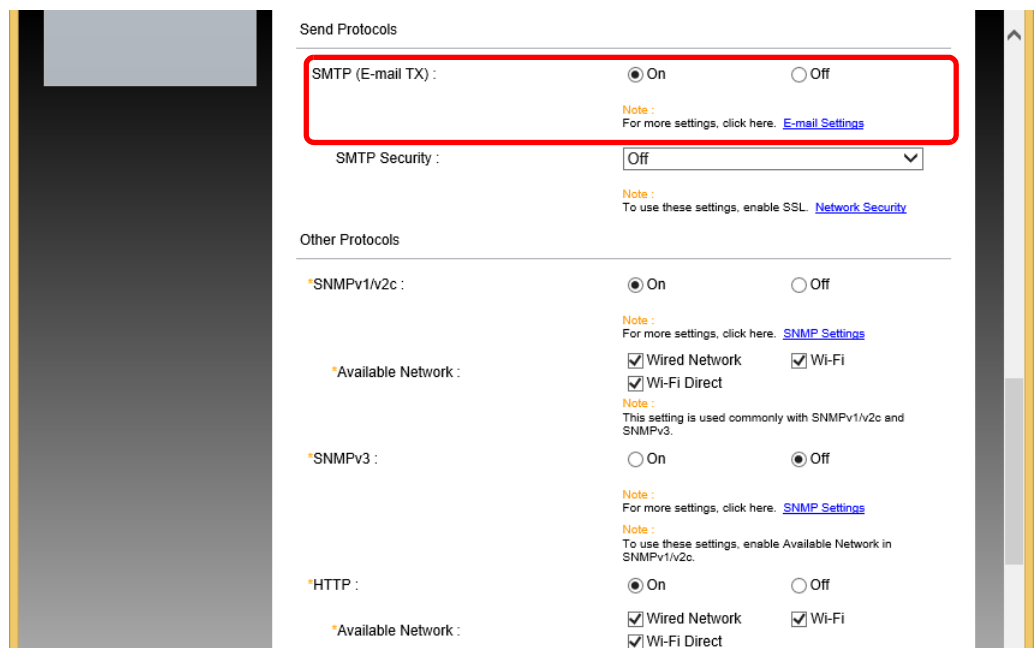 Send Protocols
SMTP (E-mail TX) : On Off
Note :
For more settings, click here. E-mail Settings
SMTP Security : Off
Note :
To use these settings, enable SSL. Network Security
Other Protocols
*SNMPv1/v2c : On Off
Note :
For more settings, click here. SNMP Settings
*Available Network : Wired Network Wi-Fi
Wi-Fi Direct
Note :
This setting is used commonly with SNMPv1/v2c and
SNMPv3.
*SNMPv3 : On Off
Note :
For more settings, click here. SNMP Settings
Note :
To use these settings, enable Available Network in
SNMPv1/v2c.
*HTTP : On Off
*Available Network : Wired Network Wi-Fi
Wi-Fi Direct